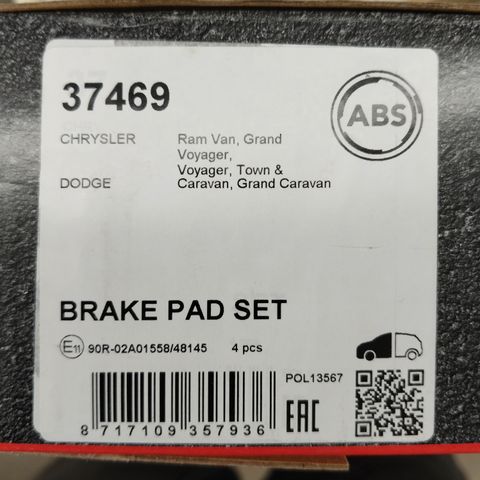 37469
ABS
CHRYSLER Ram Van, Grand
Voyager,
Voyager, Town &
DODGE Caravan, Grand Caravan
BRAKE PAD SET
E11 90R-02A01558/48145 4 pcs
POL13567
8 717109 357936
EAC